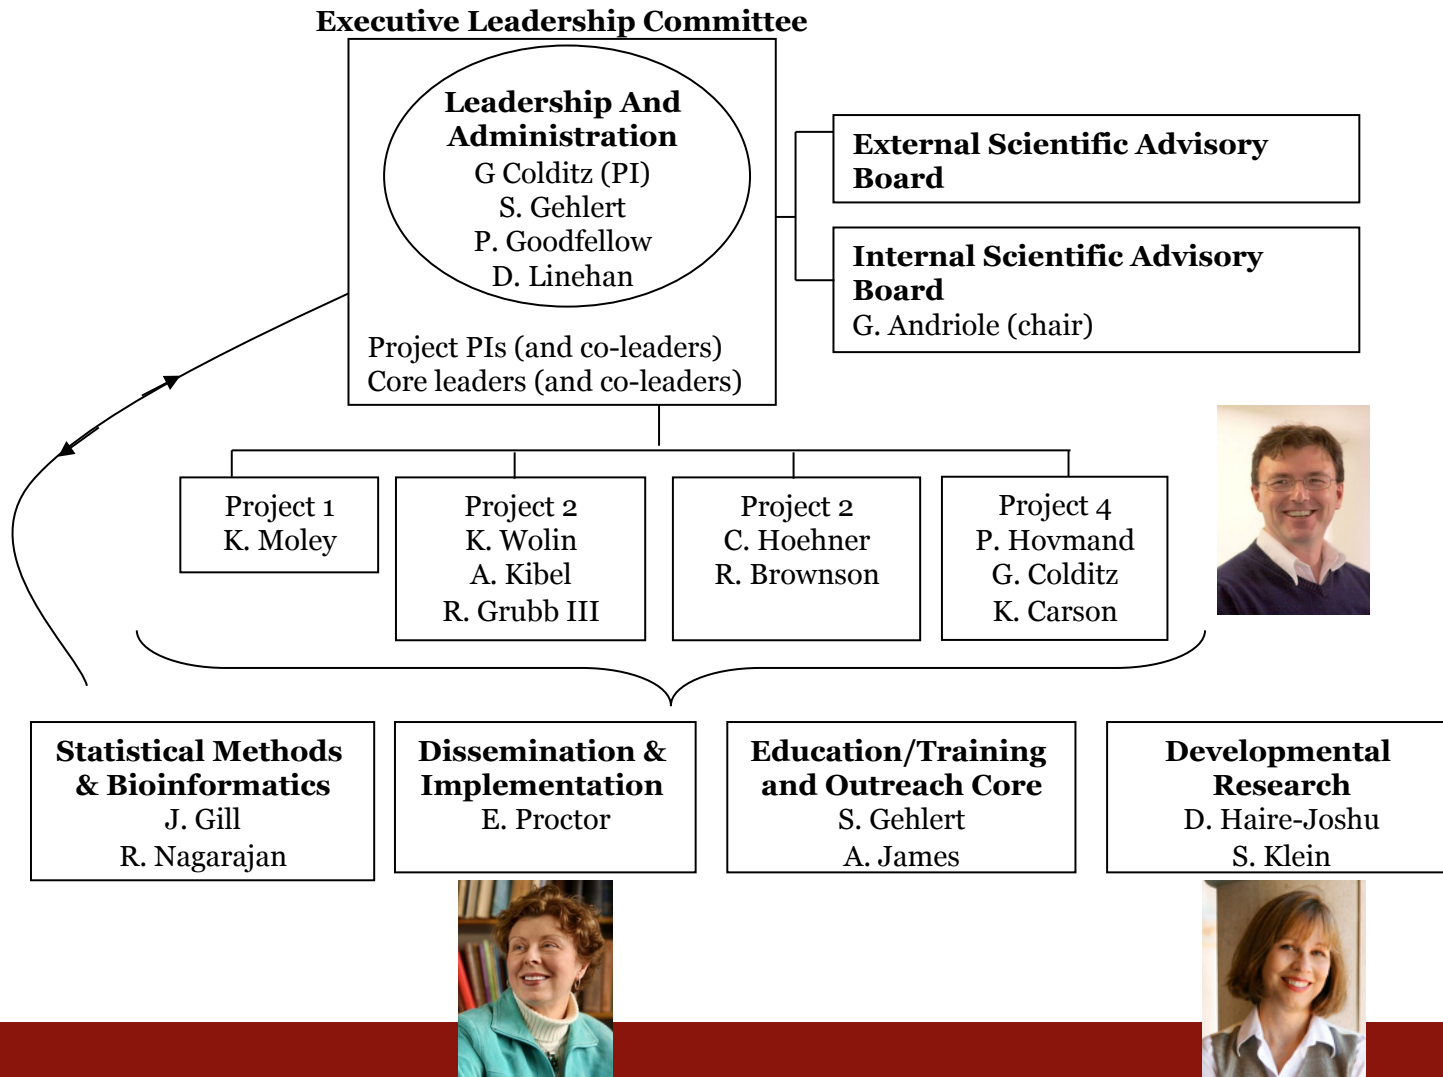 Executive Leadership Committee
Leadership And
Administration
G Colditz (PI)
S. Gehlert
P. Goodfellow
D. Linehan
Project PIs (and co-leaders)
Core leaders (and co-leaders)
External Scientific Advisory
Board
Internal Scientific Advisory
Board
G. Andriole (chair)
Project 1
K. Moley
Project 2
K. Wolin
A. Kibel
R. Grubb III
Project 2
C. Hoehner
R. Brownson
Project 4
P. Hovmand
G. Colditz
K. Carson
Statistical Methods
& Bioinformatics
J. Gill
R. Nagarajan
Dissemination &
Implementation
E. Proctor
Education/Training
and Outreach Core
S. Gehlert
A. James
Developmental
Research
D. Haire-Joshu
S. Klein